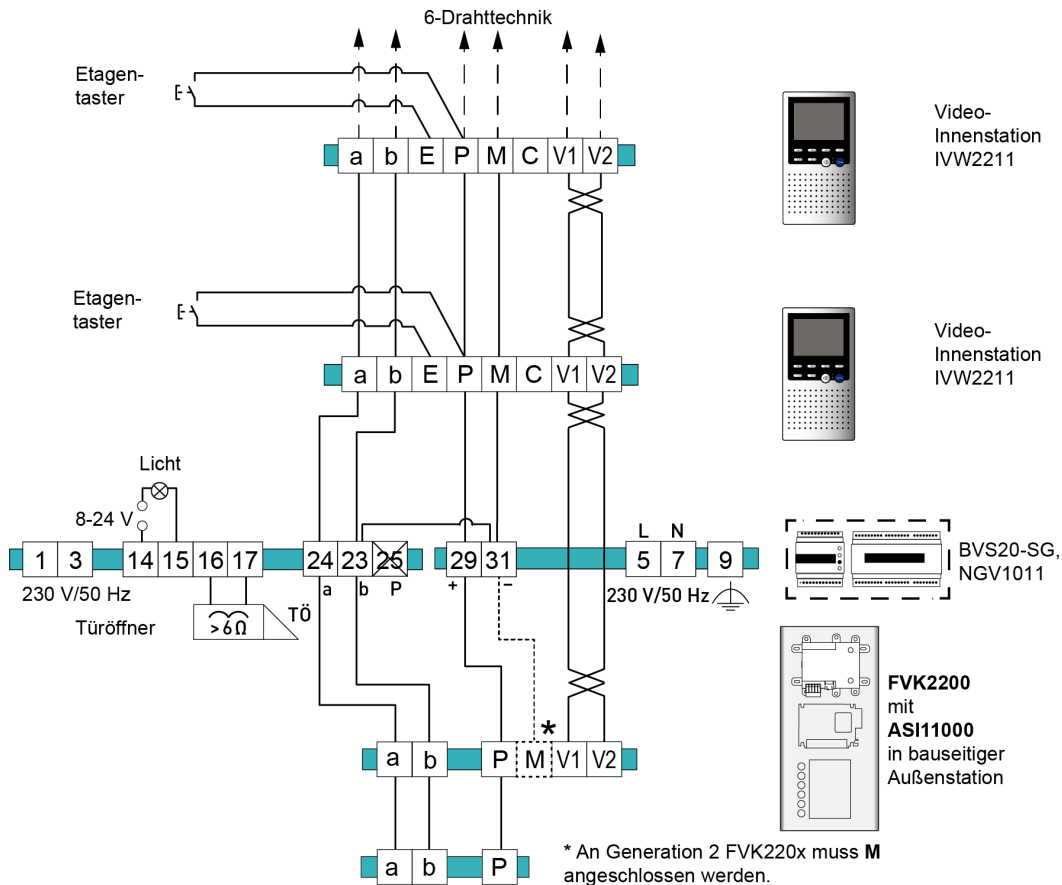 6-Drahttechnik
Etagen-
taster
a b E P M C V1 V2
Video-
Innenstation
IVW2211
Etagen-
taster
a b E P M C V1 V2
Video-
Innenstation
IVW2211
Licht
8-24 V
L N
1 3 14 15 16 17 24 23 25 29 31 5 7 9
a b P + −
230 V/50 Hz
230 V/50 Hz
BVS20-SG,
NGV1011
Türöffner
>6Ω
TÖ
FVK2200
mit
ASI11000
in bauseitiger
Außenstation
*
a b P M V1 V2
a b P
* An Generation 2 FVK220x muss M
angeschlossen werden.